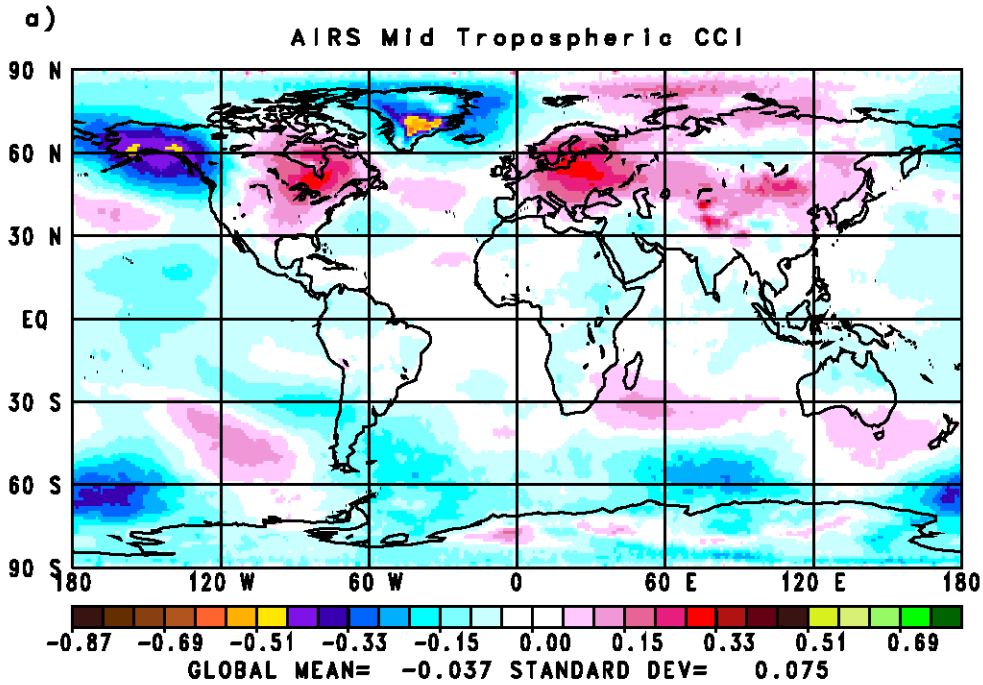 a)
AIRS Mid Tropospheric CCI
90 N
60 N
30 N
EQ
30 S
60 S
90 S
180 120 W 60 W 0 60 E 120 E 180
-0.87 -0.69 -0.51 -0.33 -0.15 0.00 0.15 0.33 0.51 0.69
GLOBAL MEAN= -0.037 STANDARD DEV= 0.075